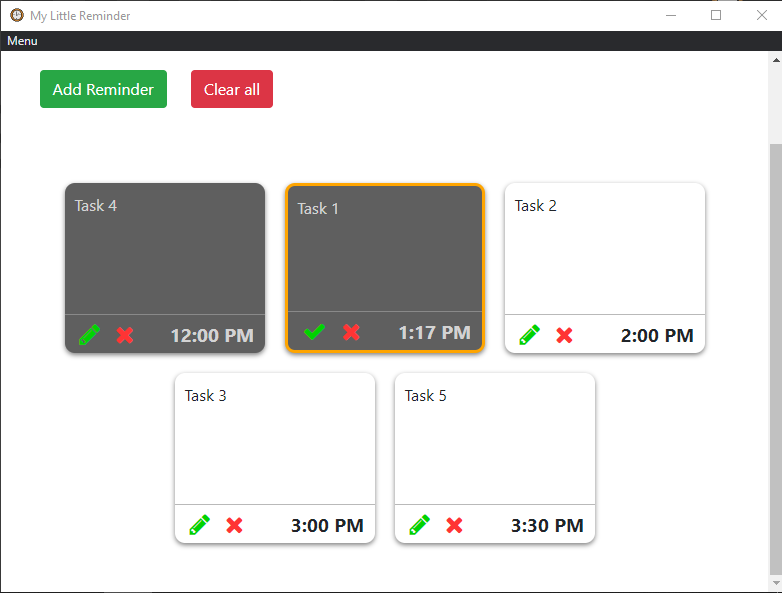 My Little Reminder
Menu
Add Reminder
Clear all
Task 4
12:00 PM
Task 1
1:17 PM
Task 2
2:00 PM
Task 3
3:00 PM
Task 5
3:30 PM